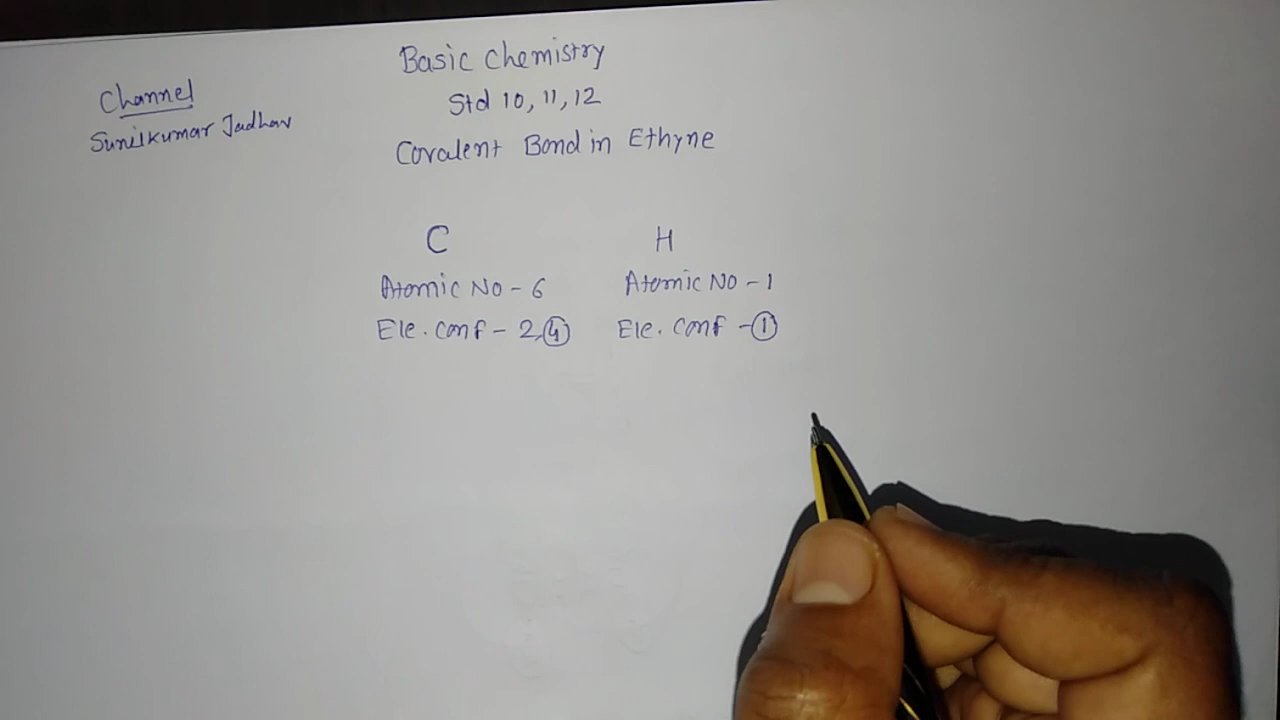 Basic Chemistry
Channel
Std 10, 11, 12
Sunilkumar Jadhav
Covalent Bond in Ethyne
C H
Atomic No - 6 Atomic No - 1
Ele. Conf - 2,4 Ele. Conf - 1